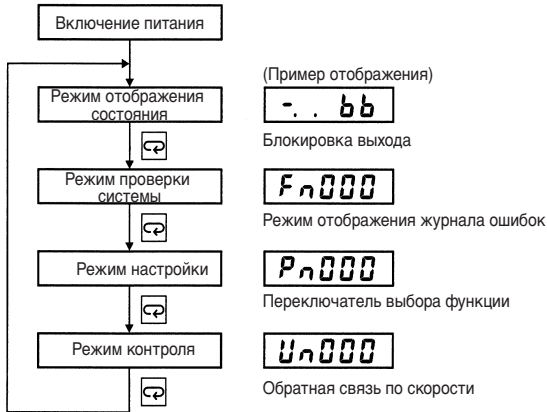 Включение питания
(Пример отображения)
Режим отображения
состояния
-. . bb
Блокировка выхода
Режим проверки
системы
Fn000
Режим отображения журнала ошибок
Режим настройки
Pn000
Переключатель выбора функции
Режим контроля
Un000
Обратная связь по скорости